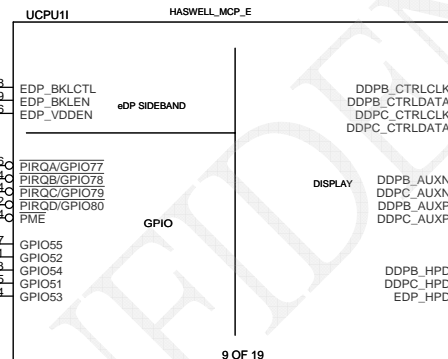 UCPU1I
HASWELL_MCP_E
EDP_BKLCTL
EDP_BKLEN
EDP_VDDEN
eDP SIDEBAND
DDPB_CTRLCLK
DDPB_CTRLDATA
DDPC_CTRLCLK
DDPC_CTRLDATA
PIRQA/GPIO77
PIRQB/GPIO78
PIRQC/GPIO79
PIRQD/GPIO80
PME
DISPLAY
DDPB_AUXN
DDPC_AUXN
DDPB_AUXP
DDPC_AUXP
GPIO
GPIO55
GPIO52
GPIO54
GPIO51
GPIO53
DDPB_HPD
DDPC_HPD
EDP_HPD
9 OF 19